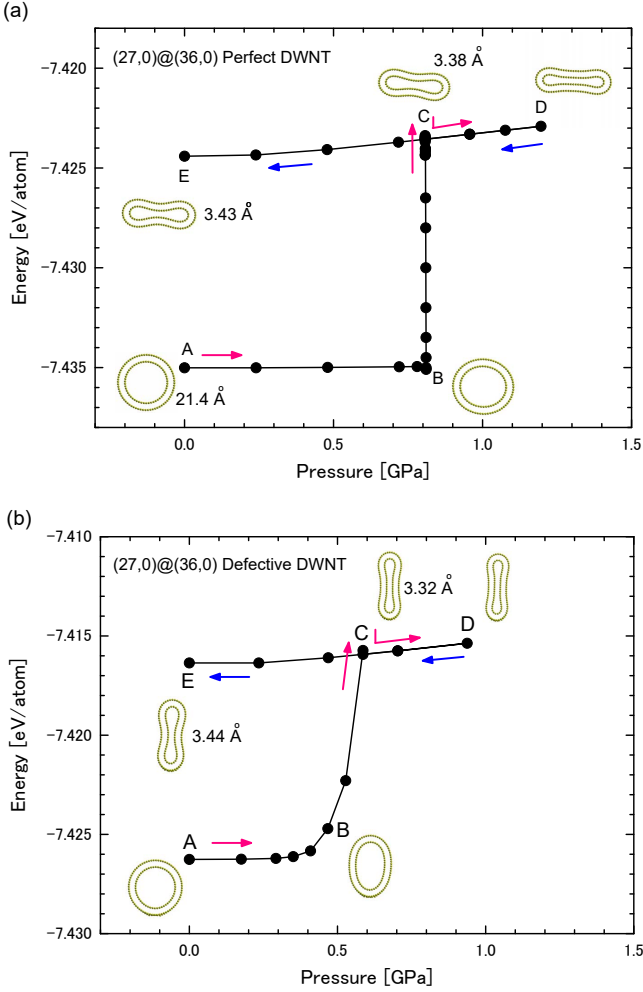 (a)
(27,0)@(36,0) Perfect DWNT
3.38 Å
C
D
E
3.43 Å
A
21.4 Å
B
−7.420
−7.425
−7.430
−7.435
Energy [eV/atom]
0.0
0.5
1.0
1.5
Pressure [GPa]
(b)
(27,0)@(36,0) Defective DWNT
3.32 Å
C
D
E
3.44 Å
A
B
−7.410
−7.415
−7.420
−7.425
−7.430
Energy [eV/atom]
0.0
0.5
1.0
1.5
Pressure [GPa]